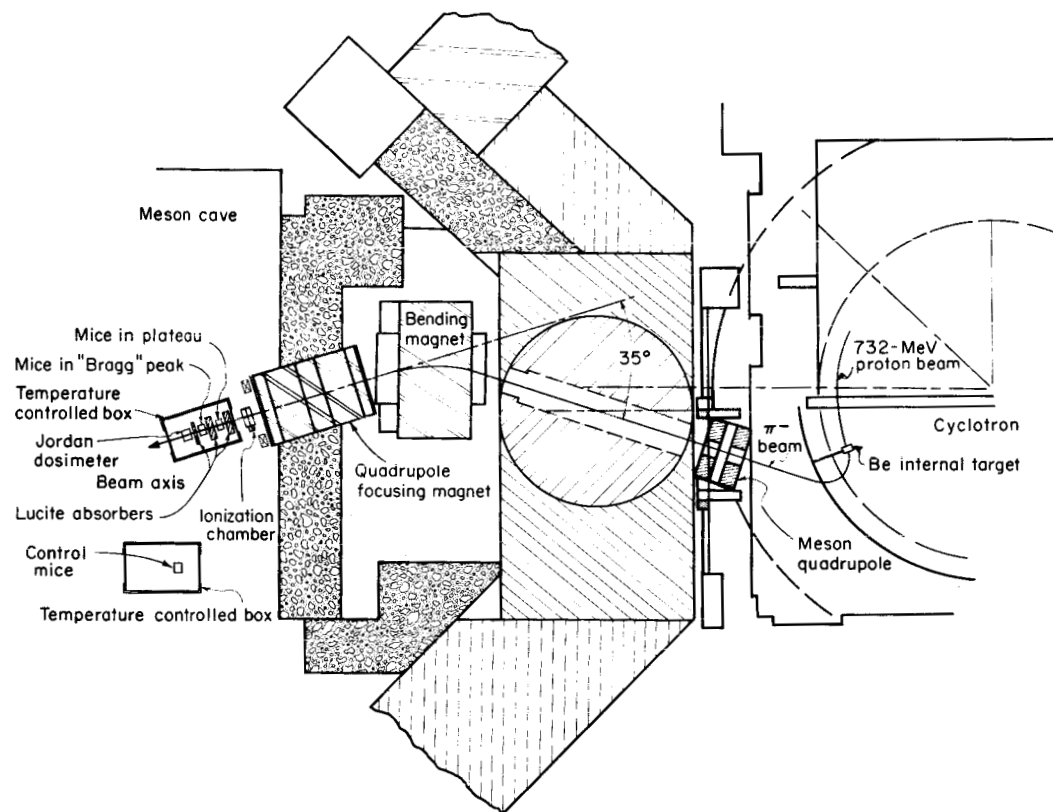 Meson cave
Mice in plateau
Mice in "Bragg" peak
Temperature
controlled box
Jordan
dosimeter
Beam axis
Lucite absorbers
Ionization
chamber
Control
mice
Temperature controlled box
Bending
magnet
Quadrupole
focusing magnet
35°
π-
beam
Meson
quadrupole
732-MeV
proton beam
Cyclotron
Be internal target